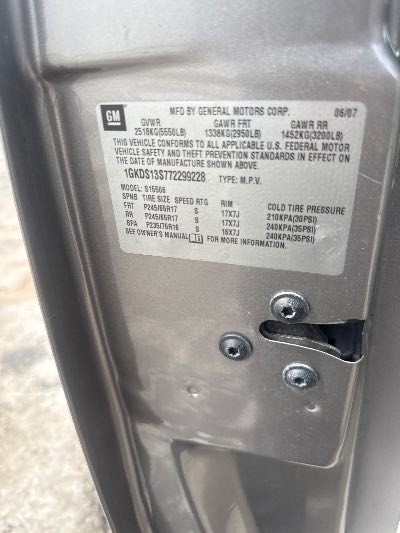 GM
MFD BY GENERAL MOTORS CORP. 06/07
GVWR GAWR FRT GAWR RR
2518KG(5550LB) 1338KG(2950LB) 1452KG(3200LB)
THIS VEHICLE CONFORMS TO ALL APPLICABLE U.S. FEDERAL MOTOR
VEHICLE SAFETY AND THEFT PREVENTION STANDARDS IN EFFECT
ON THE DATE OF MANUFACTURE SHOWN ABOVE.
1GKDS13S772299228 TYPE: M.P.V.
MODEL: S15506
SPNB TIRE SIZE SPEED RTG RIM COLD TIRE PRESSURE
FRT P245/65R17 S 17X7J 210KPA(30PSI)
RR P245/65R17 S 17X7J 240KPA(35PSI)
SPA P235/75R16 S 16X7J 240KPA(35PSI)
SEE OWNER'S MANUAL FOR MORE INFORMATION.